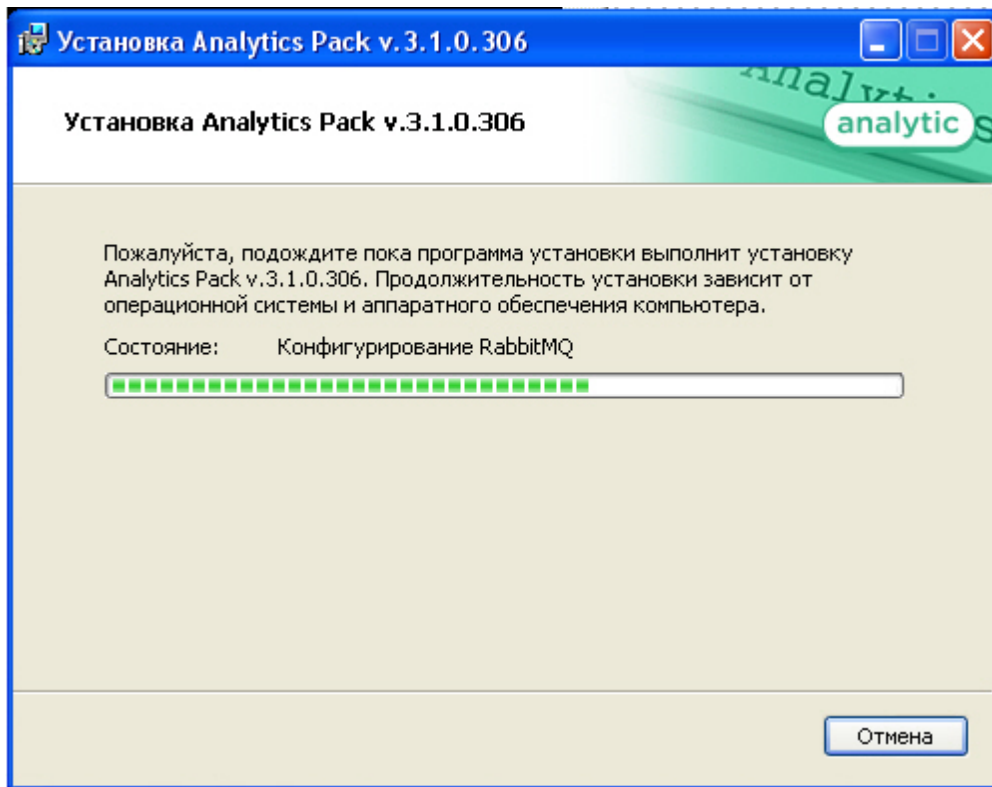 Установка Analytics Pack v.3.1.0.306
Analytics
Установка Analytics Pack v.3.1.0.306
analytic
Пожалуйста, подождите пока программа установки выполнит установку
Analytics Pack v.3.1.0.306. Продолжительность установки зависит от
операционной системы и аппаратного обеспечения компьютера.
Состояние: Конфигурирование RabbitMQ
Отмена